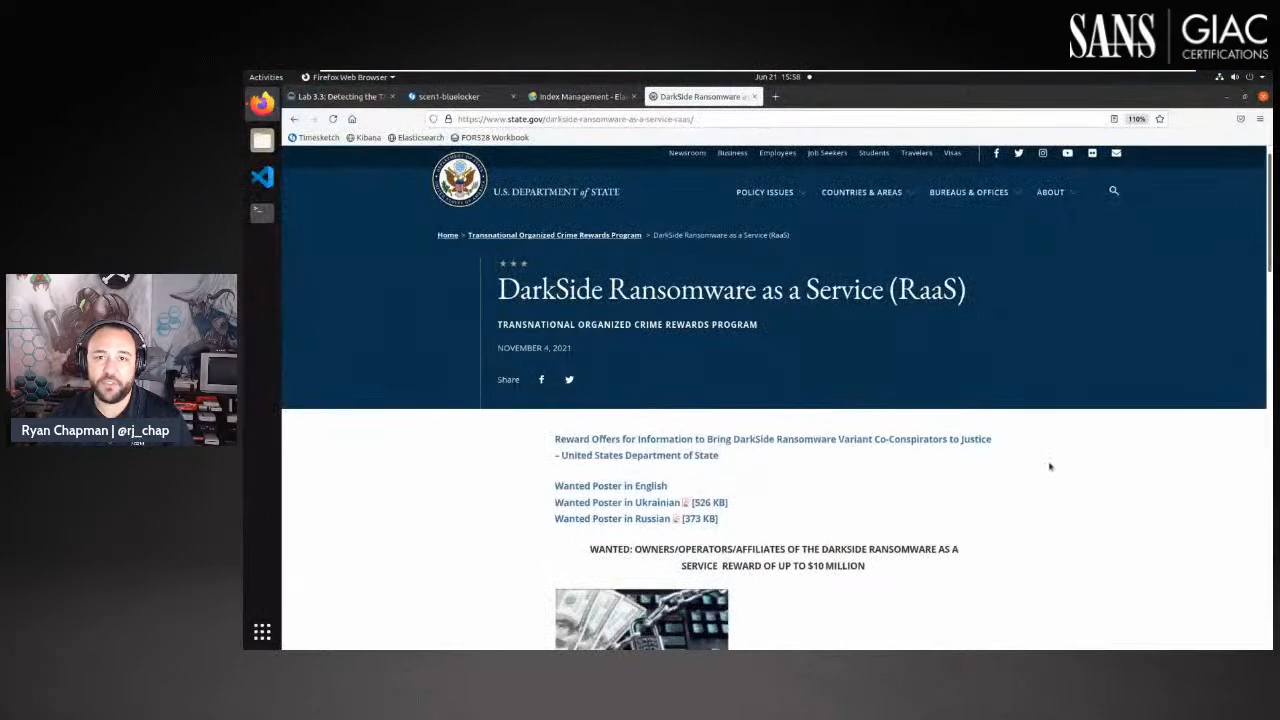 SANS GIAC
CERTIFICATIONS
Activities Firefox Web Browser Jun 21 15:58
scen1-bluelocker Index Management - Ela DarkSide Ransomware a
https://www.state.gov/darkside-ransomware-as-a-service-raas/ 110%
Timesketch Kibana Elasticsearch FOR528 Workbook
Newsroom Business Employees Job Seekers Students Travelers Visas
U.S. DEPARTMENT of STATE
POLICY ISSUES COUNTRIES & AREAS BUREAUS & OFFICES ABOUT
Home > Transnational Organized Crime Rewards Program > DarkSide Ransomware as a Service (RaaS)
DarkSide Ransomware as a Service (RaaS)
TRANSNATIONAL ORGANIZED CRIME REWARDS PROGRAM
NOVEMBER 4, 2021
Share
Ryan Chapman | @rj_chap
Reward Offers for Information to Bring DarkSide Ransomware Variant Co-Conspirators to Justice
– United States Department of State
Wanted Poster in English
Wanted Poster in Ukrainian [526 KB]
Wanted Poster in Russian [373 KB]
WANTED: OWNERS/OPERATORS/AFFILIATES OF THE DARKSIDE RANSOMWARE AS A
SERVICE REWARD OF UP TO $10 MILLION